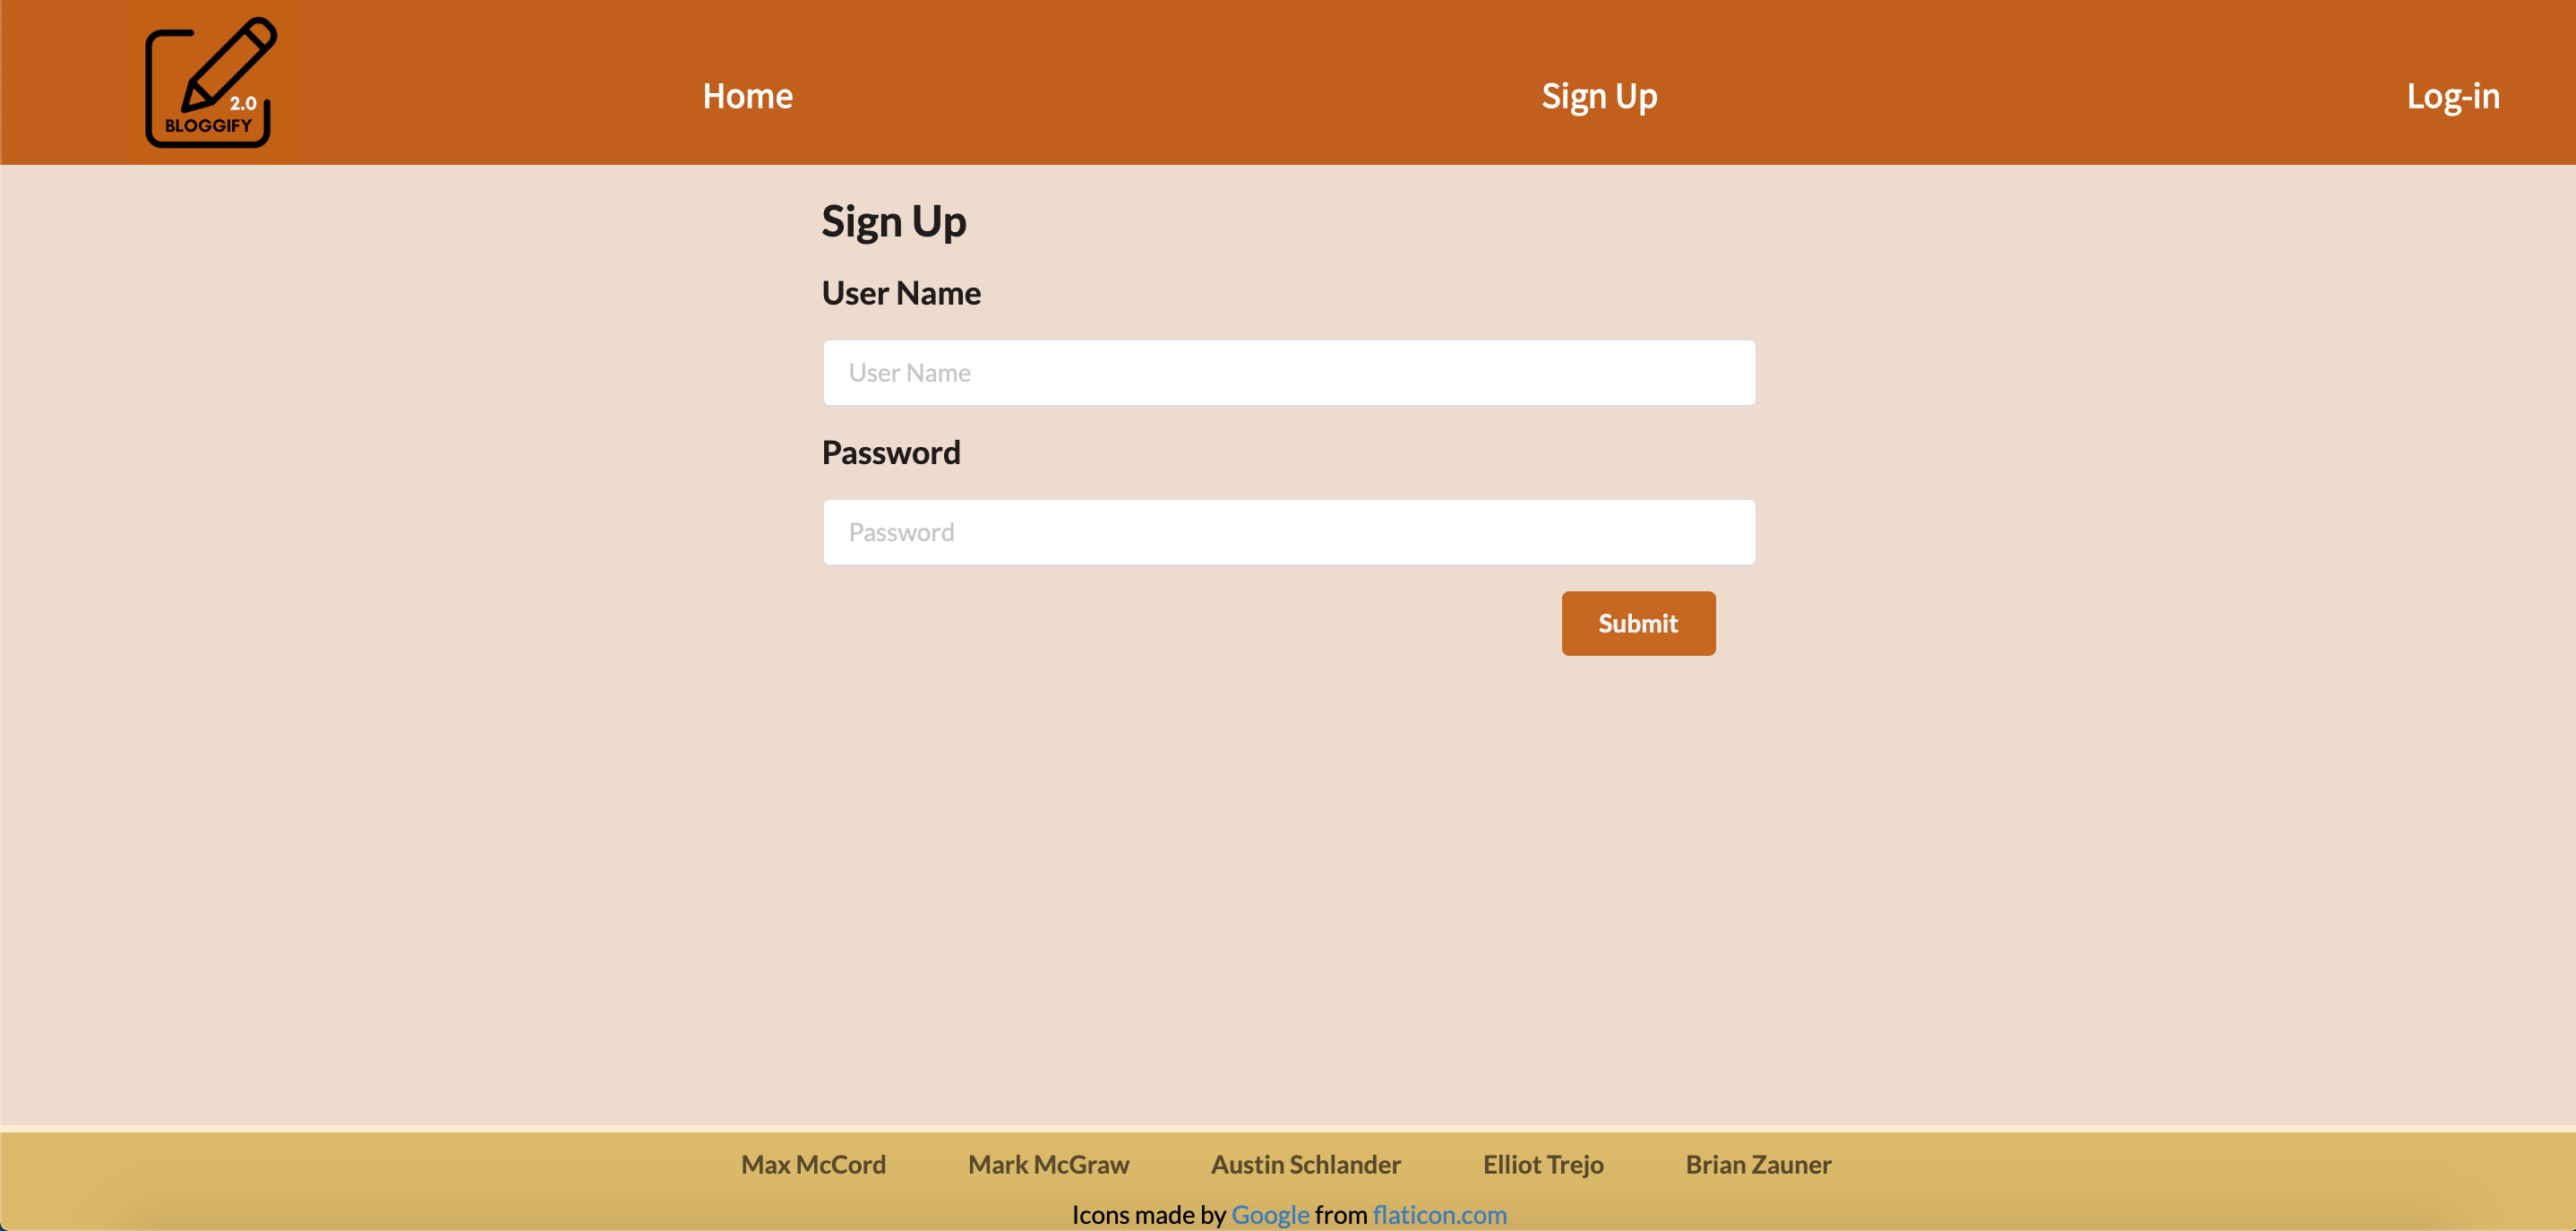 2.0
BLOGGIFY
Home Sign Up Log-in
Sign Up
User Name
User Name
Password
Password
Submit
Max McCord Mark McGraw Austin Schlander Elliot Trejo Brian Zauner
Icons made by Google from flaticon.com